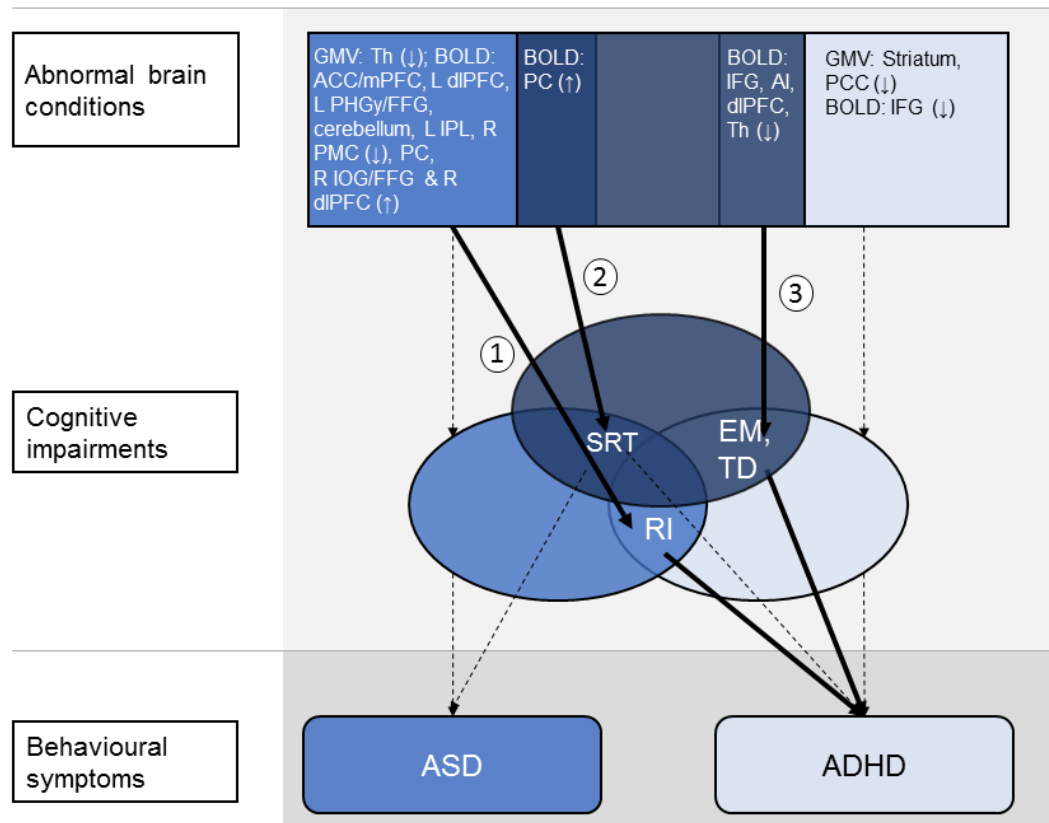 Abnormal brain
conditions
GMV: Th (↓); BOLD:
ACC/mPFC, L dlPFC,
L PHGy/FFG,
cerebellum, L IPL, R
PMC (↓), PC,
R IOG/FFG & R
dlPFC (↑)
BOLD:
PC (↑)
BOLD:
IFG, AI,
dlPFC,
Th (↓)
GMV: Striatum,
PCC (↓)
BOLD: IFG (↓)
2
3
1
Cognitive
impairments
SRT
EM,
TD
RI
Behavioural
symptoms
ASD
ADHD